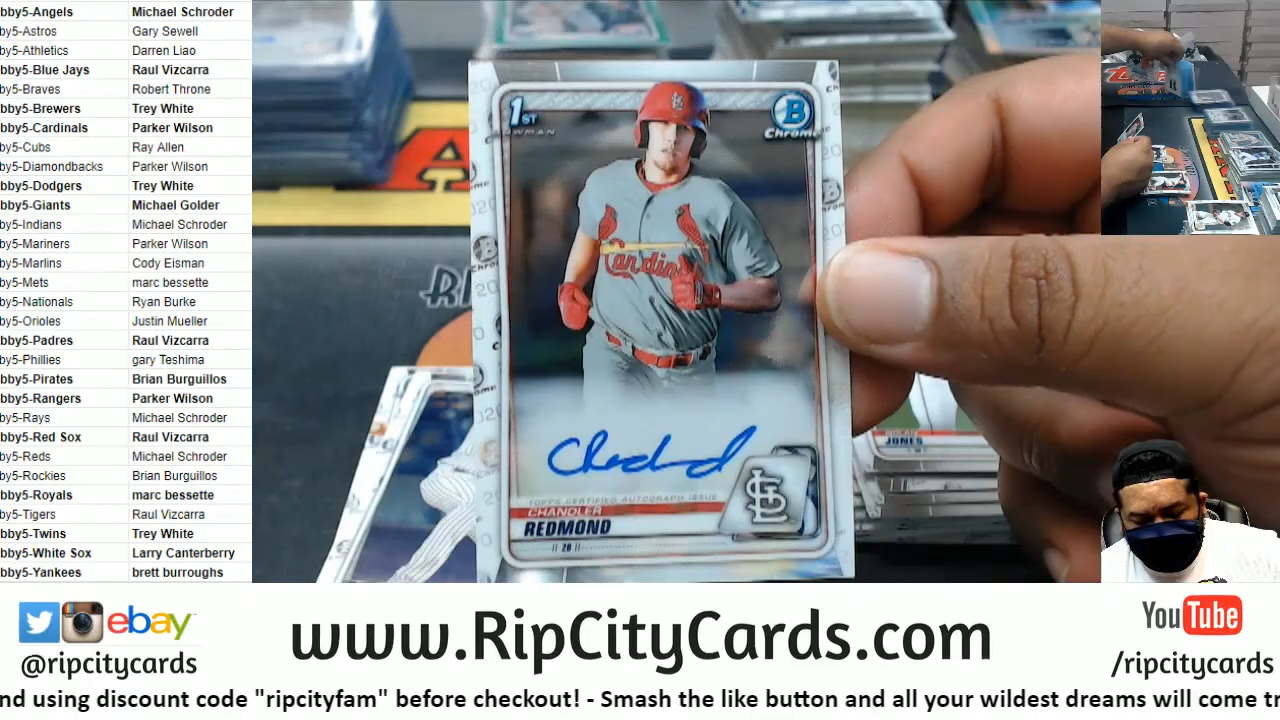 bby5-Angels Michael Schroder
by5-Astros Gary Sewell
by5-Athletics Darren Liao
bby5-Blue Jays Raul Vizcarra
by5-Braves Robert Throne
bby5-Brewers Trey White
bby5-Cardinals Parker Wilson
by5-Cubs Ray Allen
by5-Diamondbacks Parker Wilson
bby5-Dodgers Trey White
bby5-Giants Michael Golder
by5-Indians Michael Schroder
by5-Mariners Parker Wilson
by5-Marlins Cody Eisman
by5-Mets marc bessette
by5-Nationals Ryan Burke
by5-Orioles Justin Mueller
bby5-Padres Raul Vizcarra
by5-Phillies gary Teshima
bby5-Pirates Brian Burguillos
bby5-Rangers Parker Wilson
by5-Rays Michael Schroder
bby5-Red Sox Raul Vizcarra
by5-Reds Michael Schroder
by5-Rockies Brian Burguillos
bby5-Royals marc bessette
by5-Tigers Raul Vizcarra
bby5-Twins Trey White
bby5-White Sox Larry Canterberry
bby5-Yankees brett burroughs
1ST
B
Chrome
Cardinals
TOPPS CERTIFIED AUTOGRAPH ISSUE
CHANDLER
REDMOND
28
STL
JONES
ebay
@ripcitycards
www.RipCityCards.com
YouTube
/ripcitycards
nd using discount code "ripcityfam" before checkout! - Smash the like button and all your wildest dreams will come tr